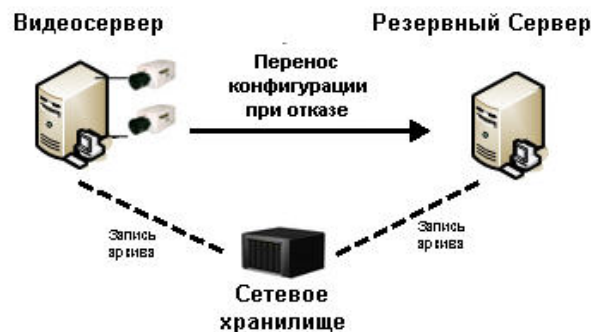 Видеосервер
Резервный Сервер
Перенос
конфигурации
при отказе
Запись
архива
Запись
архива
Сетевое
хранилище